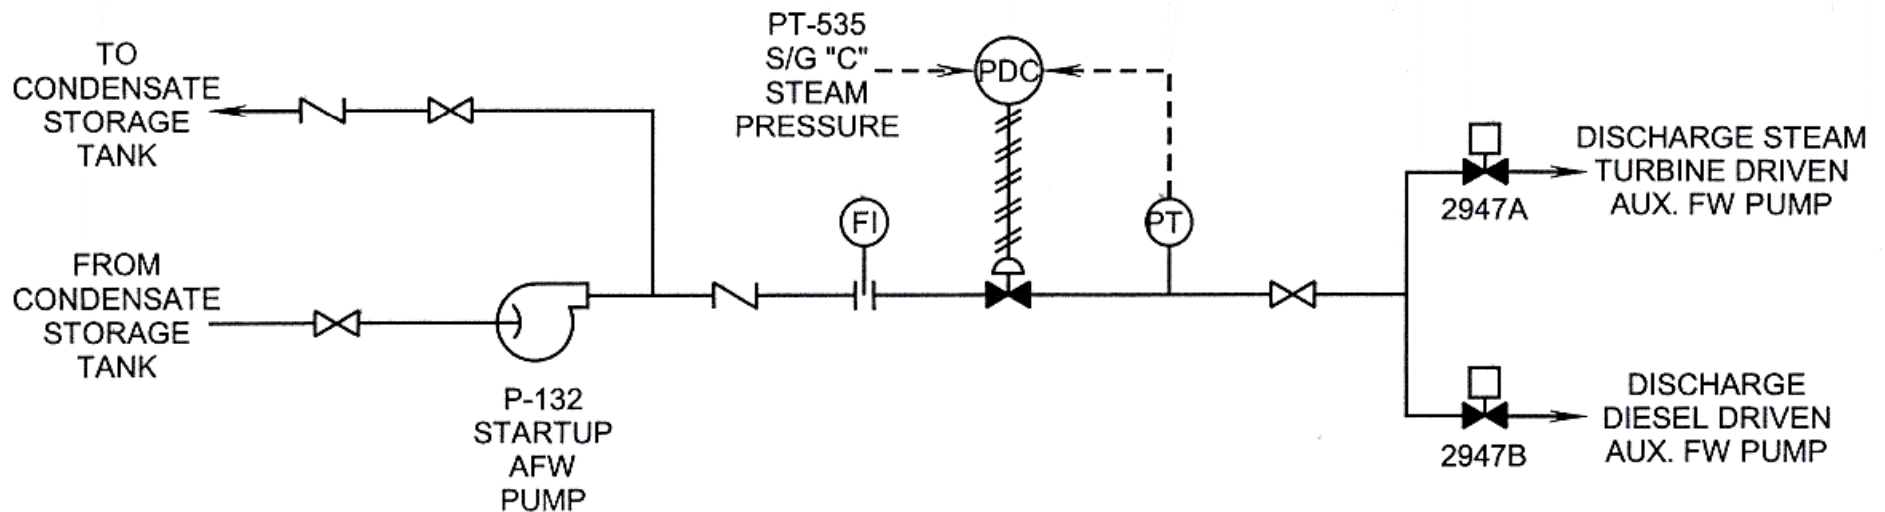 TO
CONDENSATE
STORAGE
TANK
PT-535
S/G "C"
STEAM
PRESSURE
PDC
2947A
DISCHARGE STEAM
TURBINE DRIVEN
AUX. FW PUMP
FROM
CONDENSATE
STORAGE
TANK
P-132
STARTUP
AFW
PUMP
FI
PT
2947B
DISCHARGE
DIESEL DRIVEN
AUX. FW PUMP